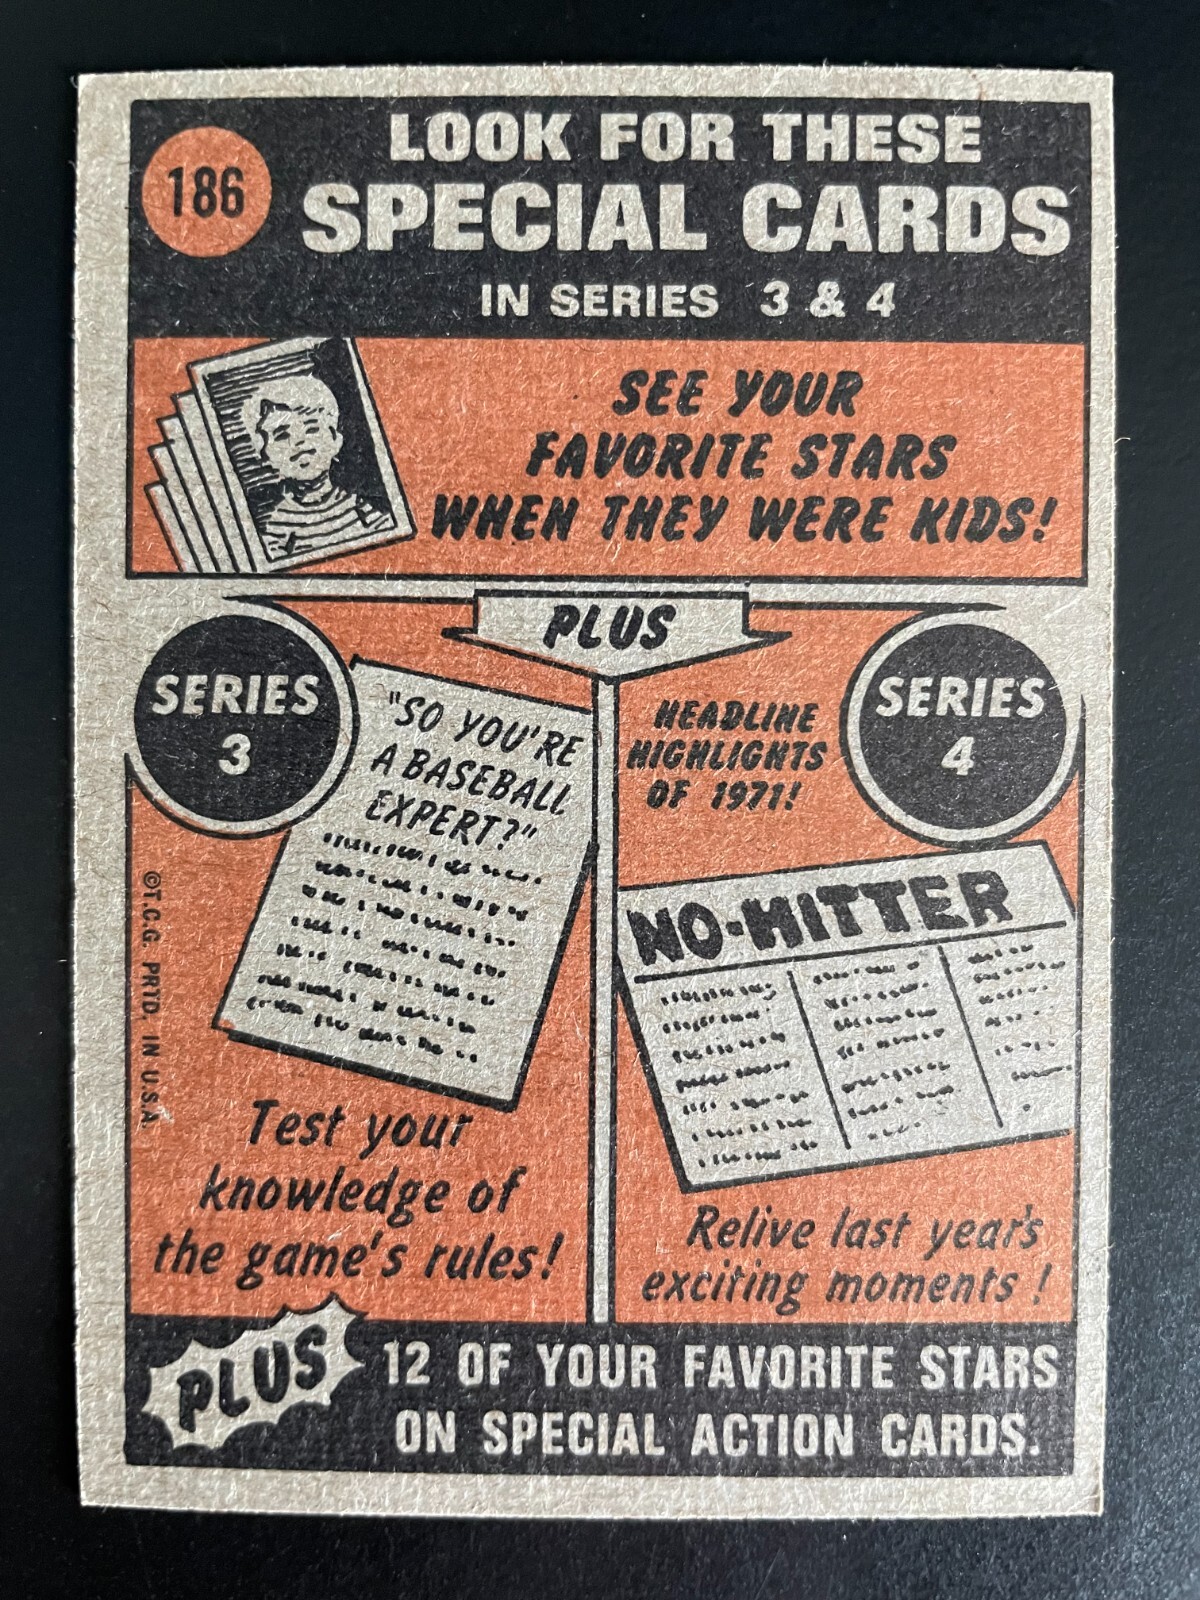 186
LOOK FOR THESE
SPECIAL CARDS
IN SERIES 3 & 4
SEE YOUR
FAVORITE STARS
WHEN THEY WERE KIDS!
PLUS
SERIES
3
"SO YOU'RE
A BASEBALL
EXPERT?"
Test your
knowledge of
the game's rules!
HEADLINE
HIGHLIGHTS
OF 1971!
SERIES
4
NO-HITTER
Relive last year's
exciting moments!
©T.C.G. PRTD. IN U.S.A.
PLUS
12 OF YOUR FAVORITE STARS
ON SPECIAL ACTION CARDS.